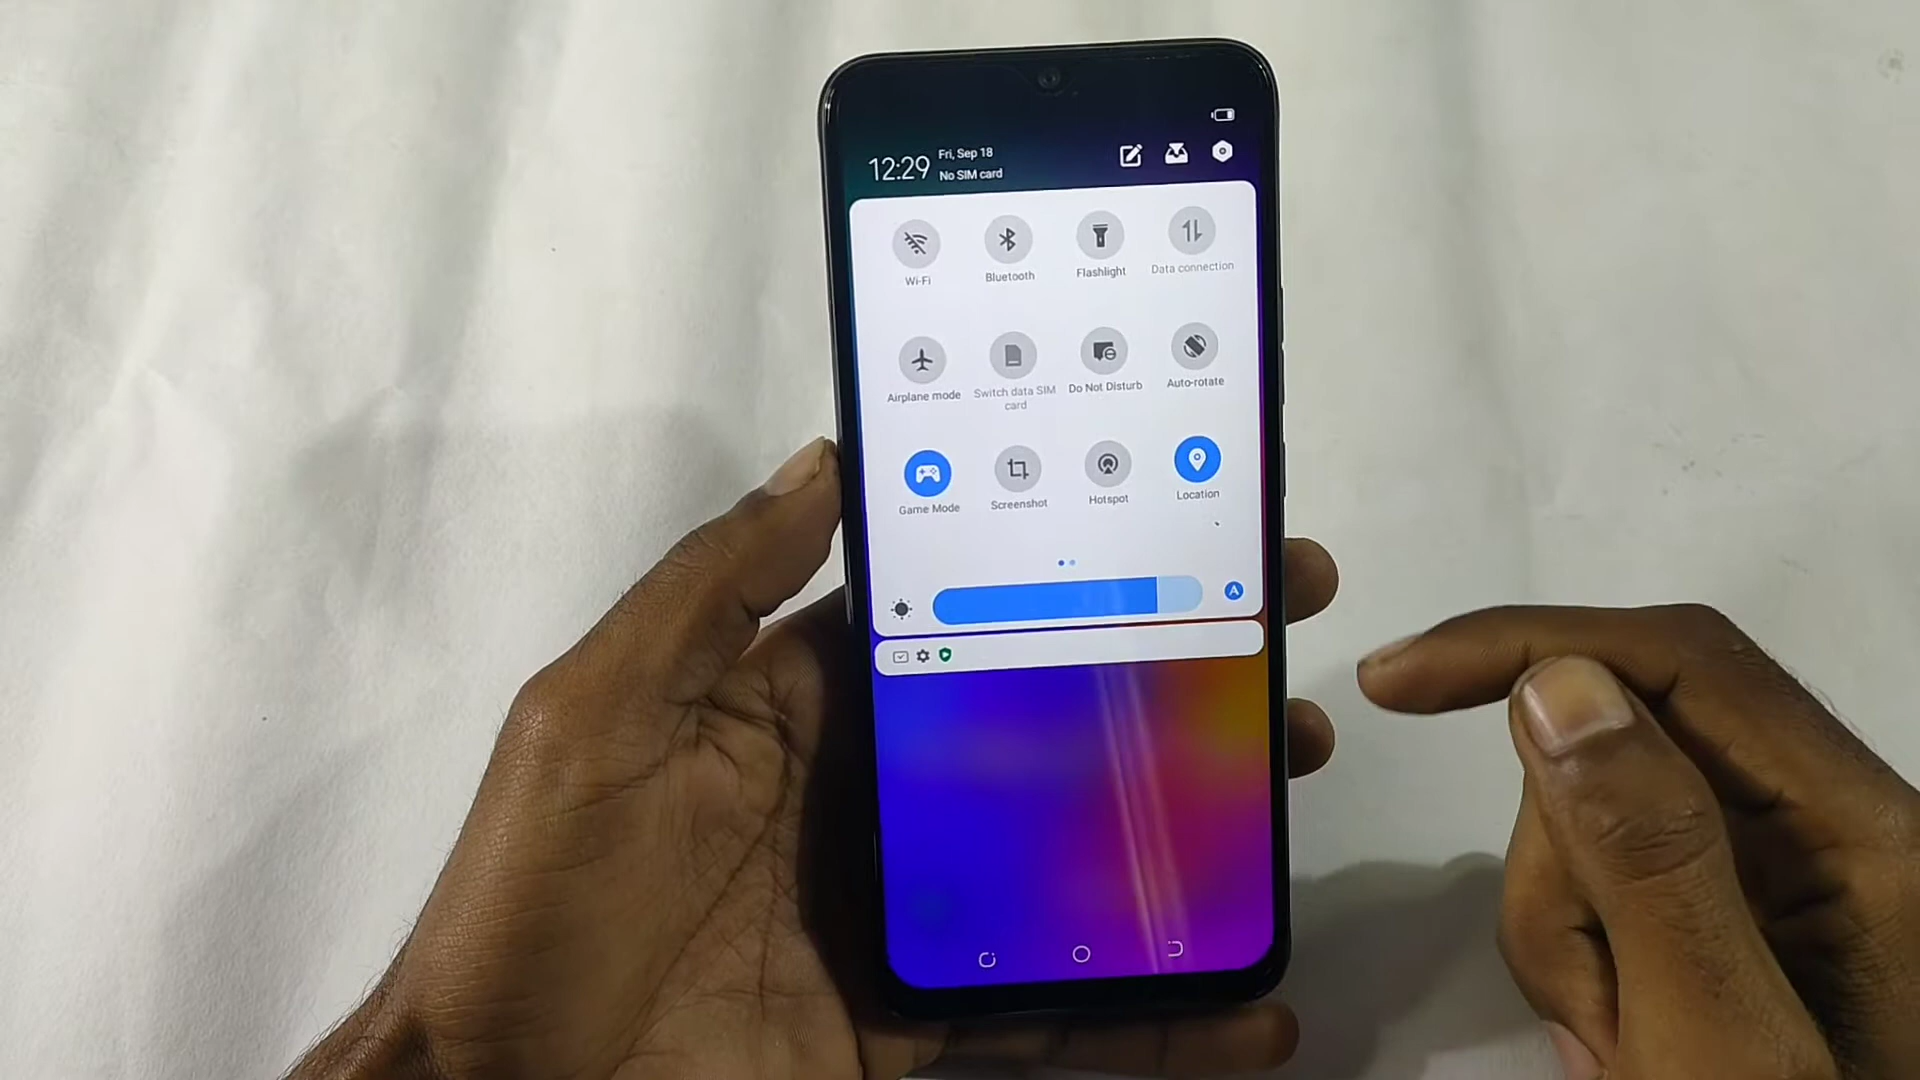 12:29
Fri, Sep 18
No SIM card
Wi-Fi
Bluetooth
Flashlight
Data connection
Airplane mode
Switch data SIM
card
Do Not Disturb
Auto-rotate
Game Mode
Screenshot
Hotspot
Location
A